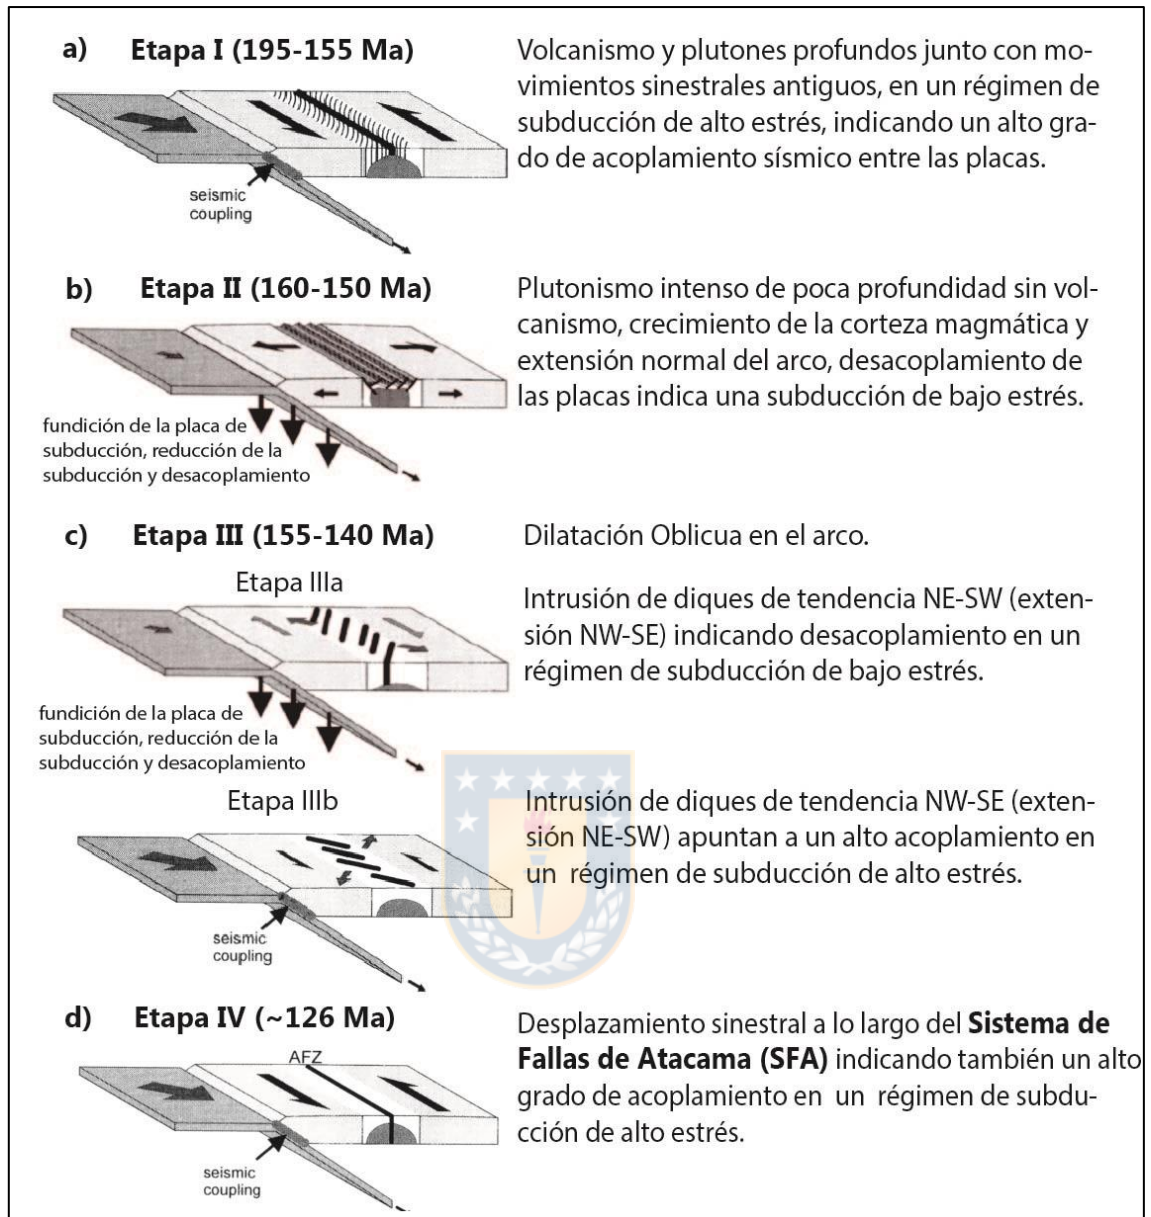 a) Etapa I (195-155 Ma)
Volcanismo y plutones profundos junto con mo-
vimientos sinestrales antiguos, en un régimen de
subducción de alto estrés, indicando un alto gra-
do de acoplamiento sísmico entre las placas.
seismic
coupling
b) Etapa II (160-150 Ma)
Plutonismo intenso de poca profundidad sin vol-
canismo, crecimiento de la corteza magmática y
extensión normal del arco, desacoplamiento de
las placas indica una subducción de bajo estrés.
fundición de la placa de
subducción, reducción de la
subducción y desacoplamiento
c) Etapa III (155-140 Ma)
Dilatación Oblicua en el arco.
Etapa IIIa
Intrusión de diques de tendencia NE-SW (exten-
sión NW-SE) indicando desacoplamiento en un
régimen de subducción de bajo estrés.
fundición de la placa de
subducción, reducción de la
subducción y desacoplamiento
Etapa IIIb
Intrusión de diques de tendencia NW-SE (exten-
sión NE-SW) apuntan a un alto acoplamiento en
un régimen de subducción de alto estrés.
seismic
coupling
d) Etapa IV (~126 Ma)
Desplazamiento sinestral a lo largo del Sistema de
Fallas de Atacama (SFA) indicando también un alto
grado de acoplamiento en un régimen de subdu-
cción de alto estrés.
AFZ
seismic
coupling